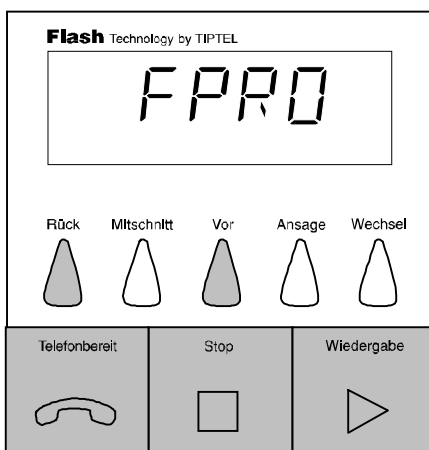 Flash Technology by TIPTEL
FPRO
Rück Mitschnitt Vor Ansage Wechsel
Telefonbereit Stop Wiedergabe